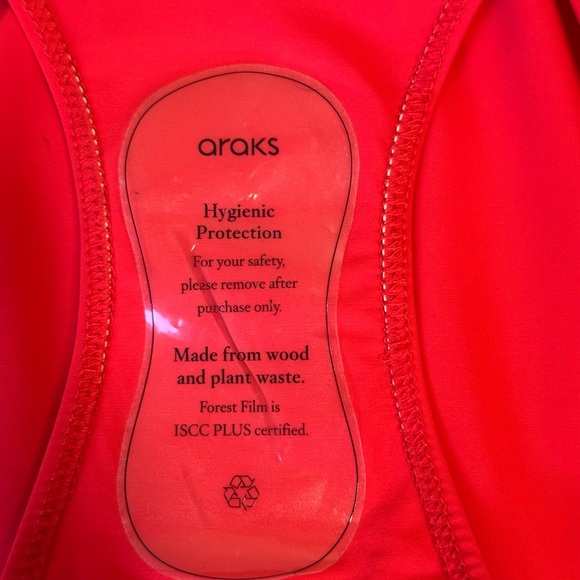 araks
Hygienic
Protection
For your safety,
please remove after
purchase only.
Made from wood
and plant waste.
Forest Film is
ISCC PLUS certified.